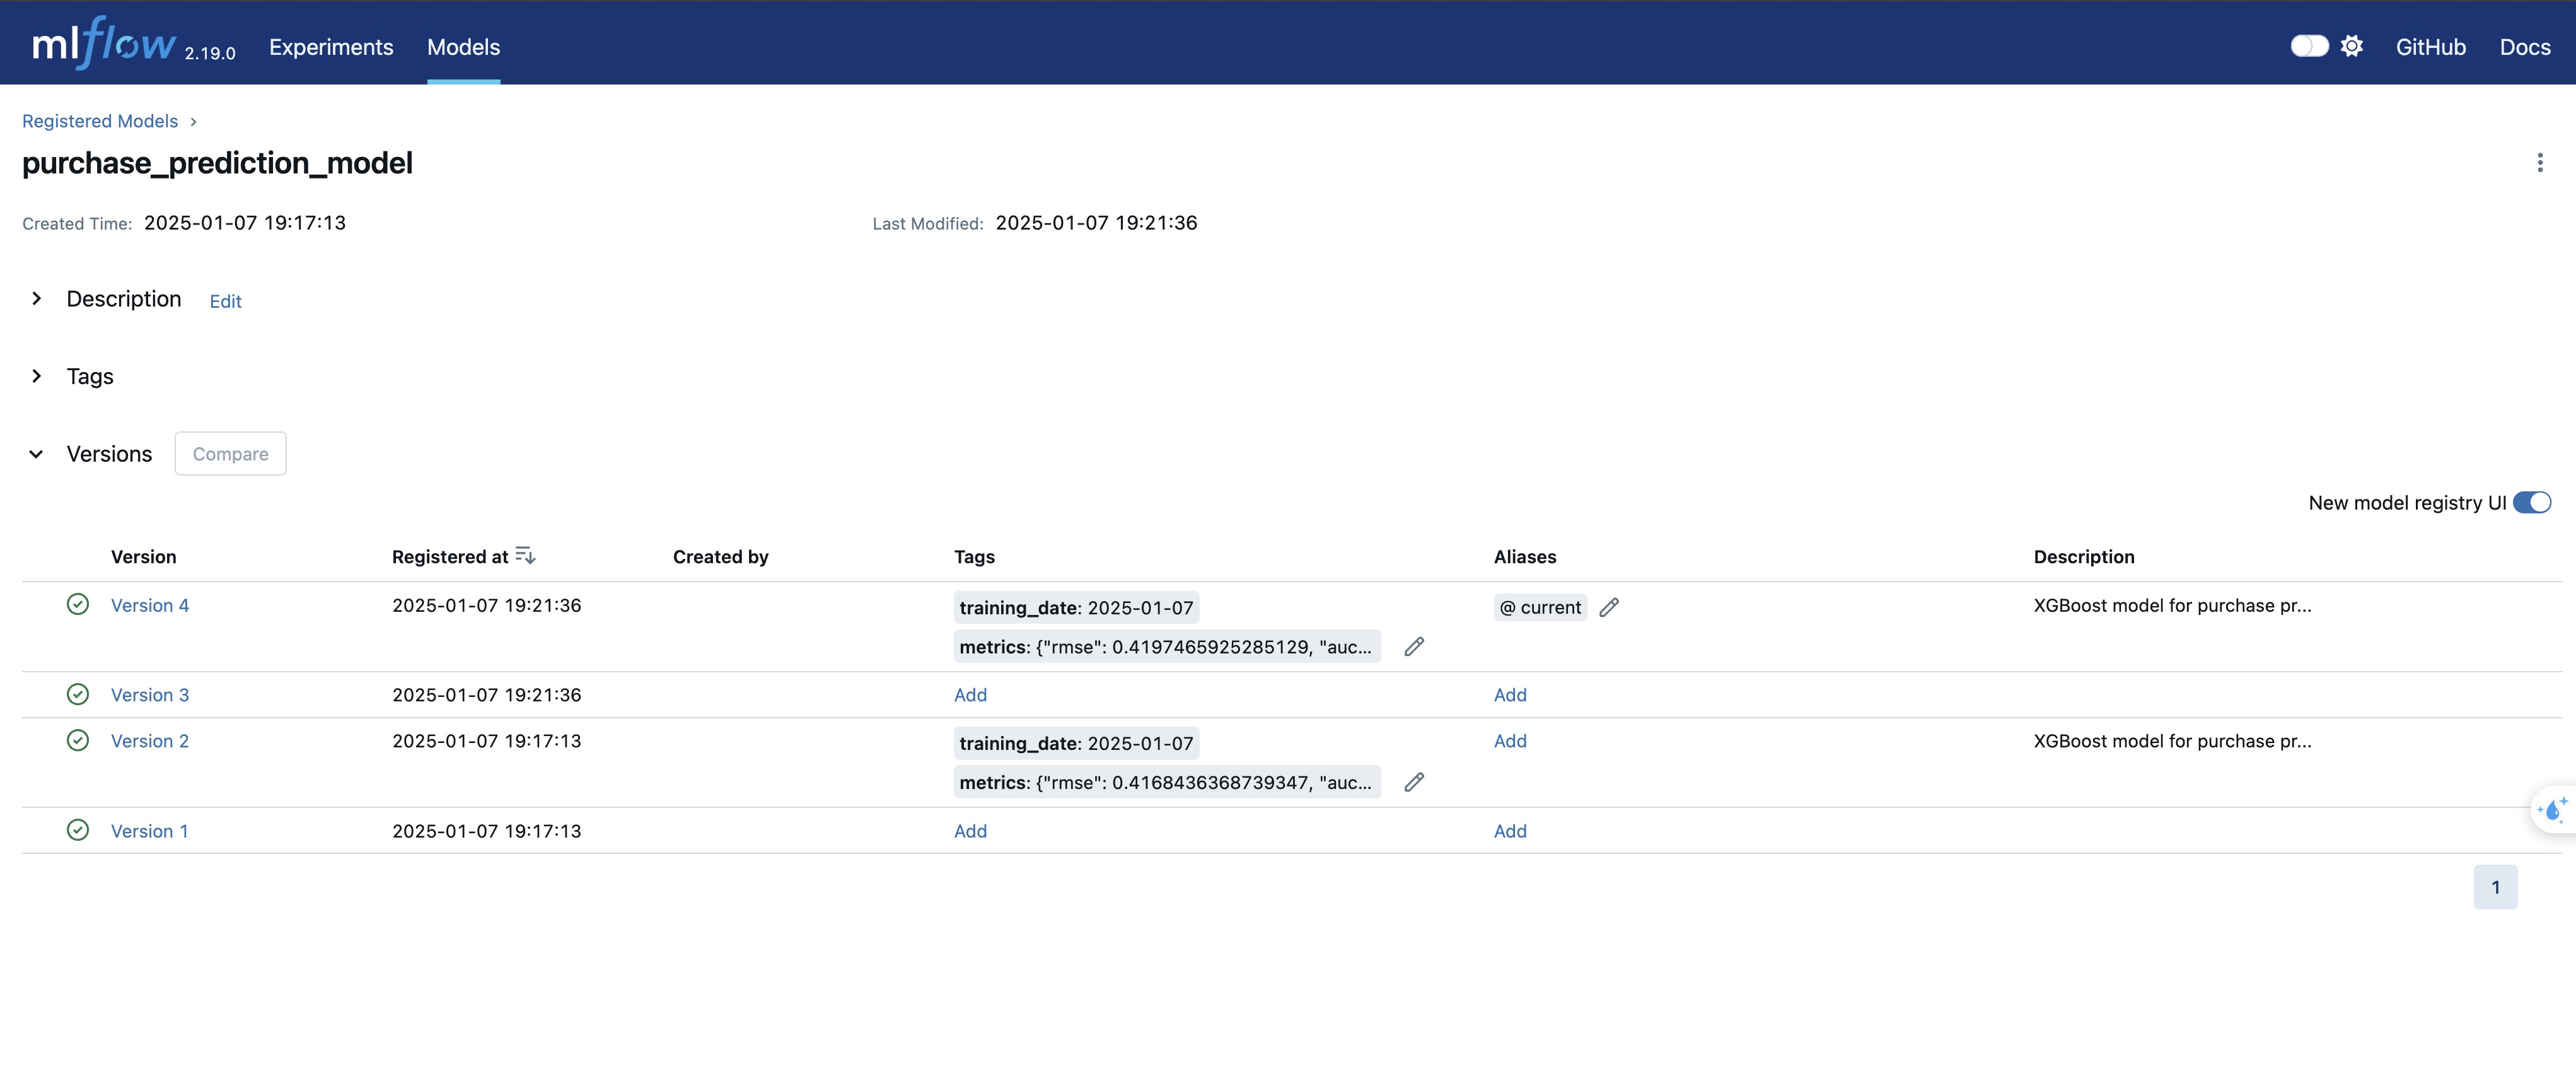 mlflow 2.19.0 Experiments Models GitHub Docs
Registered Models
purchase_prediction_model
Created Time: 2025-01-07 19:17:13 Last Modified: 2025-01-07 19:21:36
Description Edit
Tags
Versions Compare
New model registry UI
Version Registered at Created by Tags Aliases Description
Version 4 2025-01-07 19:21:36 training_date: 2025-01-07 @ current XGBoost model for purchase pr...
metrics: {"rmse": 0.4197465925285129, "auc...
Version 3 2025-01-07 19:21:36 Add Add
Version 2 2025-01-07 19:17:13 training_date: 2025-01-07 Add XGBoost model for purchase pr...
metrics: {"rmse": 0.4168436368739347, "auc...
Version 1 2025-01-07 19:17:13 Add Add
1